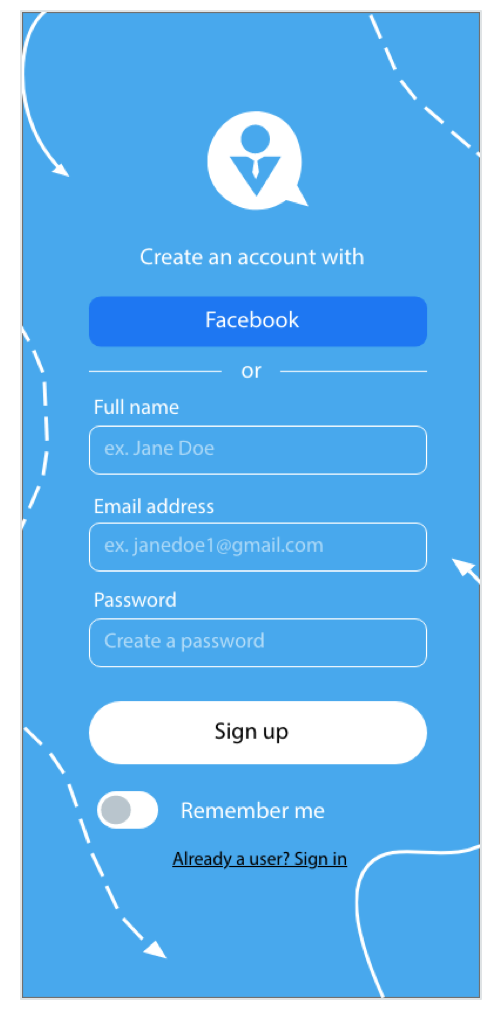 Create an account with
Facebook
or
Full name
ex. Jane Doe
Email address
ex. janedoe1@gmail.com
Password
Create a password
Sign up
Remember me
Already a user? Sign in